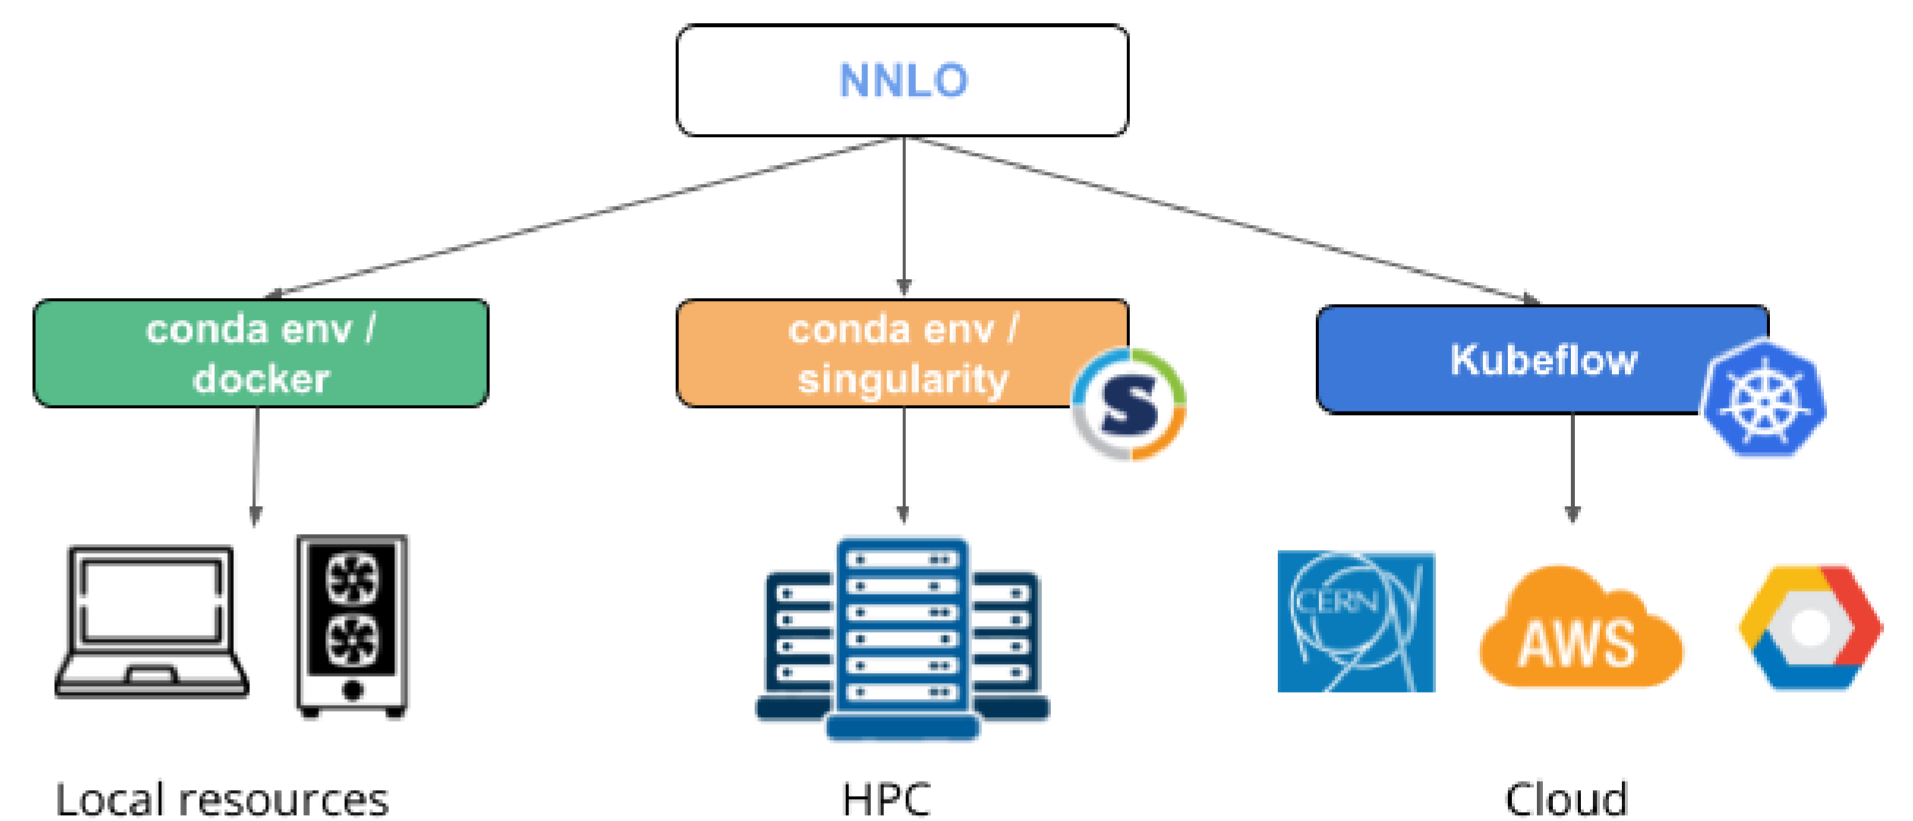 NNLO
conda env /
docker
conda env /
singularity
S
Kubeflow
CERN
AWS
Local resources
HPC
Cloud